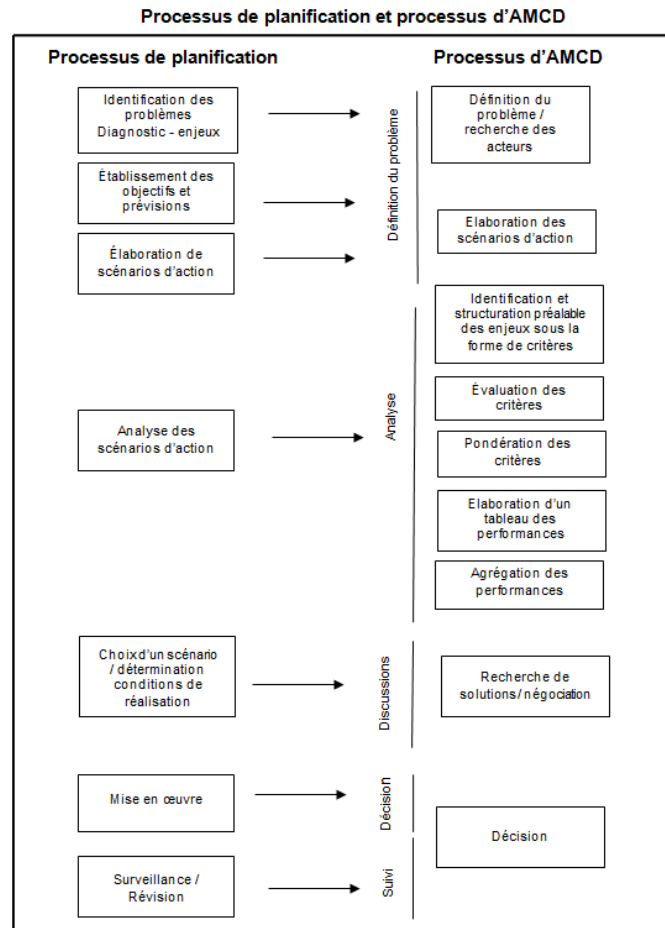 Processus de planification et processus d'AMCD
Processus de planification
Processus d'AMCD
Identification des
problèmes
Diagnostic - enjeux
Définition du
problème /
recherche des
acteurs
Établissement des
objectifs et
prévisions
Définition du problème
Elaboration des
scénarios d'action
Élaboration de
scénarios d'action
Identification et
structuration préalable
des enjeux sous la
forme de critères
Évaluation des
critères
Analyse des
scénarios d'action
Analyse
Pondération des
critères
Elaboration d'un
tableau des
performances
Agrégation des
performances
Choix d'un scénario
/ détermination
conditions de
réalisation
Discussions
Recherche de
solutions / négociation
Mise en œuvre
Décision
Décision
Surveillance /
Révision
Suivi